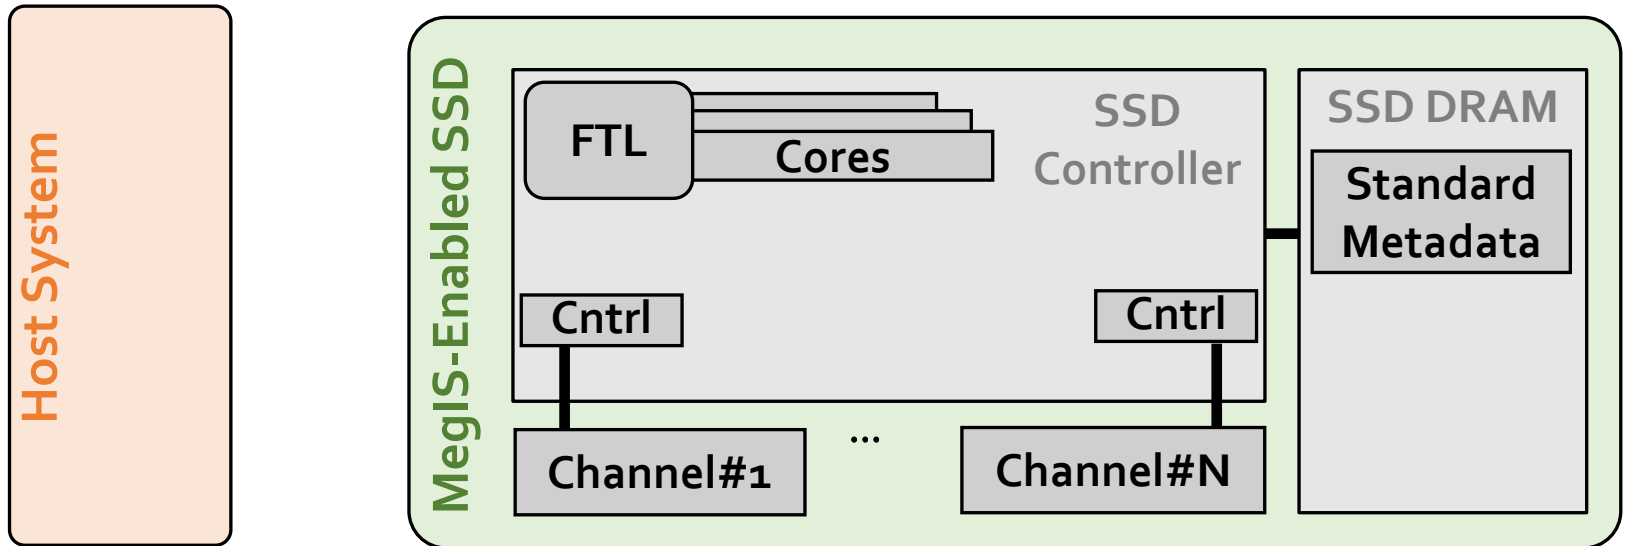 Host System
MegIS-Enabled SSD
FTL
Cores
SSD
Controller
SSD DRAM
Standard
Metadata
Cntrl
Cntrl
Channel#1
...
Channel#N